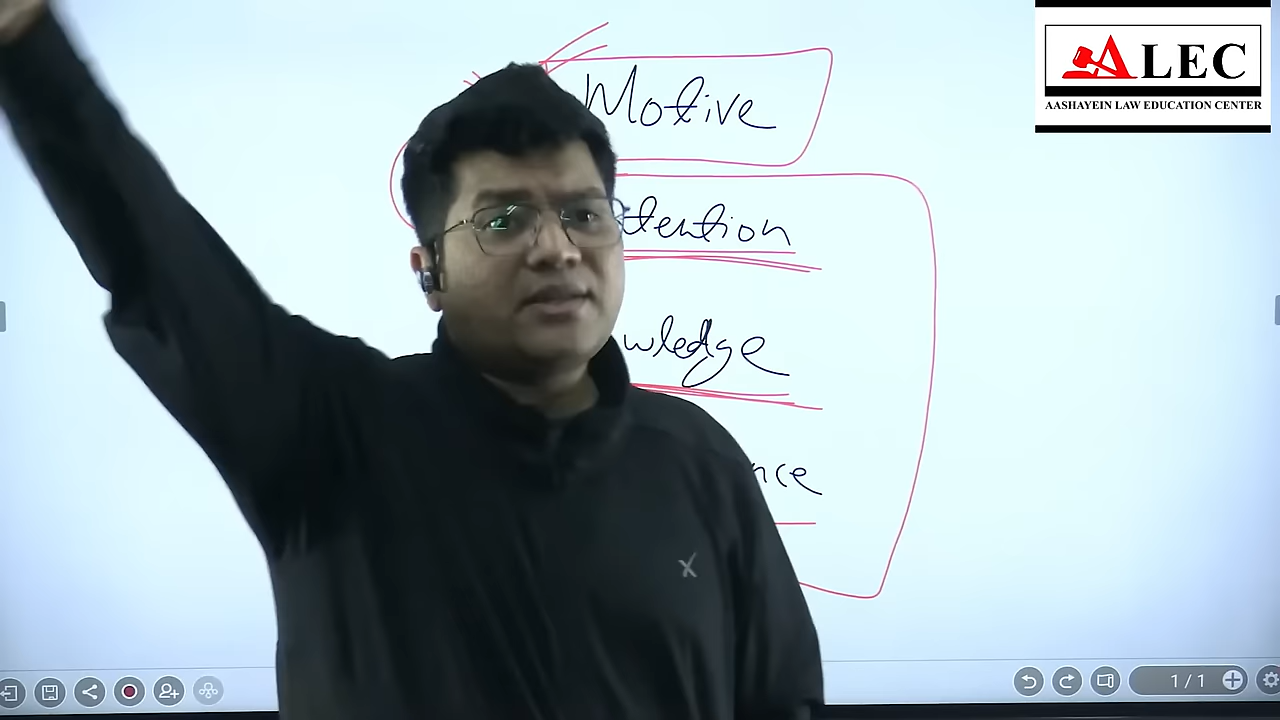 ALEC
AASHAYEIN LAW EDUCATION CENTER
Motive
tention
wledge
nce
X
1/1